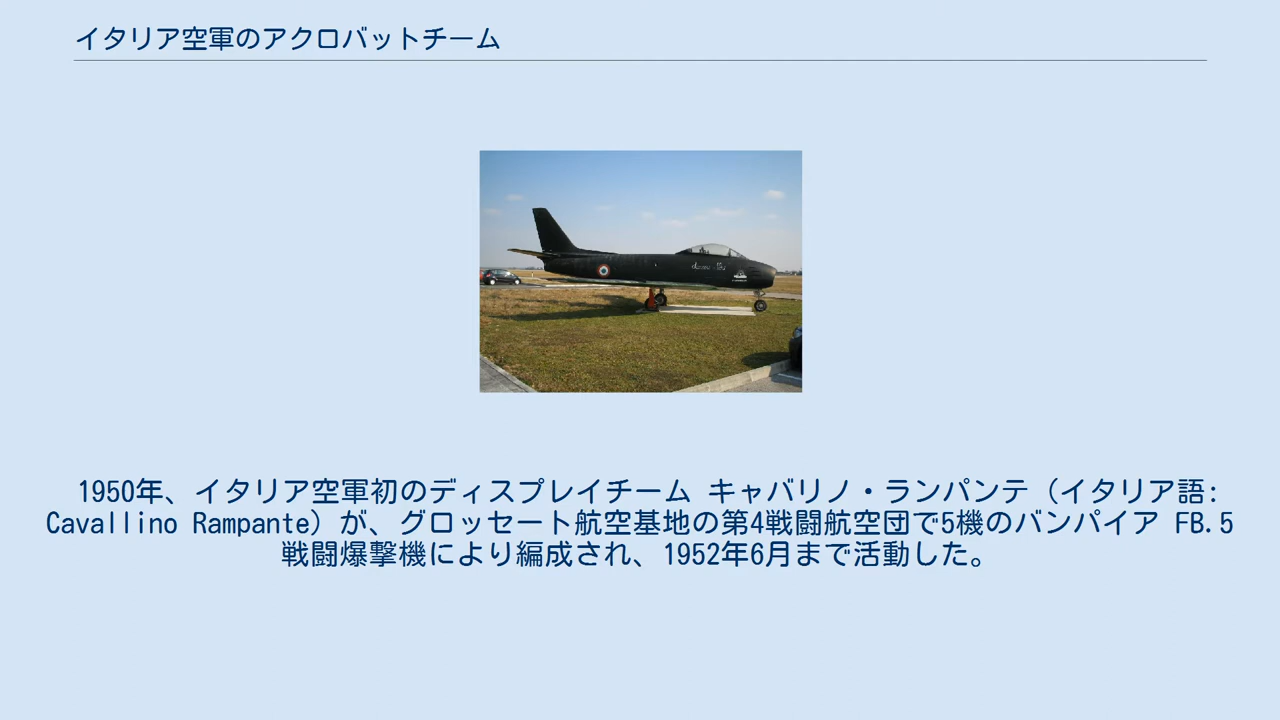 イタリア空軍のアクロバットチーム
1950年、イタリア空軍初のディスプレイチーム キャバリノ・ランパンテ（イタリア語:
Cavallino Rampante）が、グロッセート航空基地の第4戦闘航空団で5機のバンパイア FB.5
戦闘爆撃機により編成され、1952年6月まで活動した。